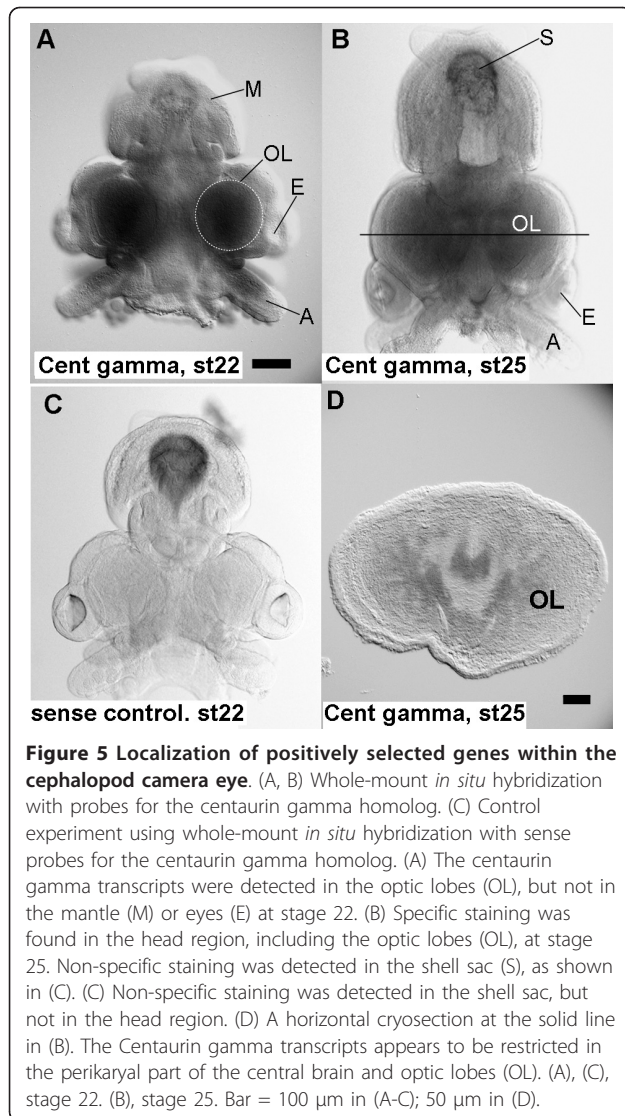 A
M
OL
E
A
Cent gamma, st22
B
S
OL
E
A
Cent gamma, st25
C
sense control. st22
D
OL
Cent gamma, st25
Figure 5 Localization of positively selected genes within the
cephalopod camera eye. (A, B) Whole-mount in situ hybridization
with probes for the centaurin gamma homolog. (C) Control
experiment using whole-mount in situ hybridization with sense
probes for the centaurin gamma homolog. (A) The centaurin
gamma transcripts were detected in the optic lobes (OL), but not in
the mantle (M) or eyes (E) at stage 22. (B) Specific staining was
found in the head region, including the optic lobes (OL), at stage
25. Non-specific staining was detected in the shell sac (S), as shown
in (C). (C) Non-specific staining was detected in the shell sac, but
not in the head region. (D) A horizontal cryosection at the solid line
in (B). The Centaurin gamma transcripts appears to be restricted in
the perikaryal part of the central brain and optic lobes (OL). (A), (C),
stage 22. (B), stage 25. Bar = 100 μm in (A-C); 50 μm in (D).